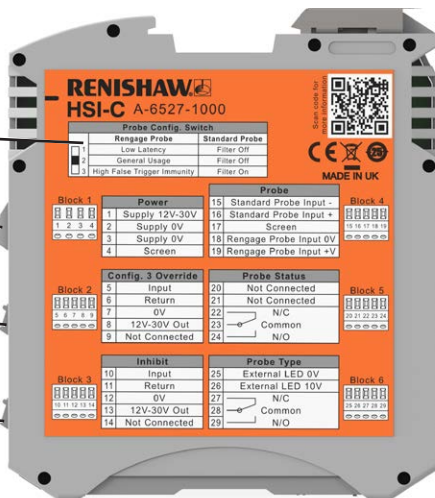 RENISHAW
HSI-C A-6527-1000
Scan code for
more information
Probe Config. Switch
Rengage Probe Standard Probe
1 Low Latency Filter Off
2 General Usage Filter Off
3 High False Trigger Immunity Filter On
CE
MADE IN UK
Block 1
1 2 3 4
Power
1 Supply 12V-30V
2 Supply 0V
3 Supply 0V
4 Screen
Probe
15 Standard Probe Input -
16 Standard Probe Input +
17 Screen
18 Rengage Probe Input 0V
19 Rengage Probe Input +V
Block 4
15 16 17 18 19
Block 2
5 6 7 8 9
Config. 3 Override
5 Input
6 Return
7 0V
8 12V-30V Out
9 Not Connected
Probe Status
20 Not Connected
21 Not Connected
22 N/C
23 Common
24 N/O
Block 5
20 21 22 23 24
Block 3
10 11 12 13 14
Inhibit
10 Input
11 Return
12 0V
13 12V-30V Out
14 Not Connected
Probe Type
25 External LED 0V
26 External LED 10V
27 N/C
28 Common
29 N/O
Block 6
25 26 27 28 29